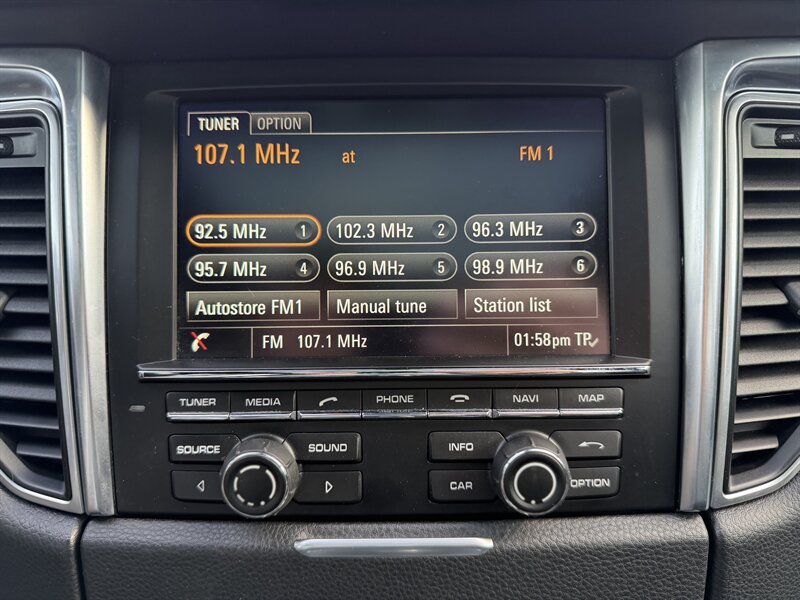 TUNER OPTION
107.1 MHz at FM 1
92.5 MHz 1 102.3 MHz 2 96.3 MHz 3
95.7 MHz 4 96.9 MHz 5 98.9 MHz 6
Autostore FM1 Manual tune Station list
FM 107.1 MHz 01:58pm TP
TUNER MEDIA PHONE NAVI MAP
SOURCE SOUND INFO
CAR OPTION